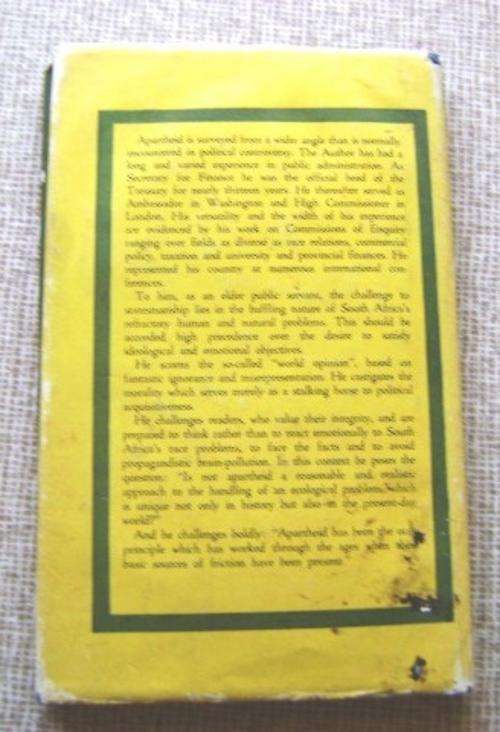 Apartheid is surveyed from a wider angle than is normally
encountered in political controversy. The Author has had a
long and varied experience in public administration. As
Secretary for Finance he was the official head of the
Treasury for nearly thirteen years. He thereafter served as
Ambassador in Washington and High Commissioner in
London. His versatility and the width of his experience
are evidenced by his work on Commissions of Enquiry
ranging over fields as diverse as race relations, commercial
policy, taxation and university and provincial finances. He
represented his country at numerous international con-
ferences.
To him, as an elder public servant, the challenge to
statesmanship lies in the baffling nature of South Africa's
refractory human and natural problems. This should be
accorded high precedence over the desire to satisfy
ideological and emotional objectives.
He scorns the so-called "world opinion", based on
fantastic ignorance and misrepresentation. He castigates the
morality which serves merely as a stalking horse to political
acquisitiveness.
He challenges readers, who value their integrity, and are
prepared to think rather than to react emotionally to South
Africa's race problems, to face the facts and to avoid
propagandistic brain-pollution. In this context he poses the
question: "Is not apartheid a reasonable and realistic
approach to the handling of an ecological problem, which
is unique not only in history but also in the present-day
world?"
And he challenges boldly: "Apartheid has been the
principle which has worked through the ages when the
basic sources of friction have been present